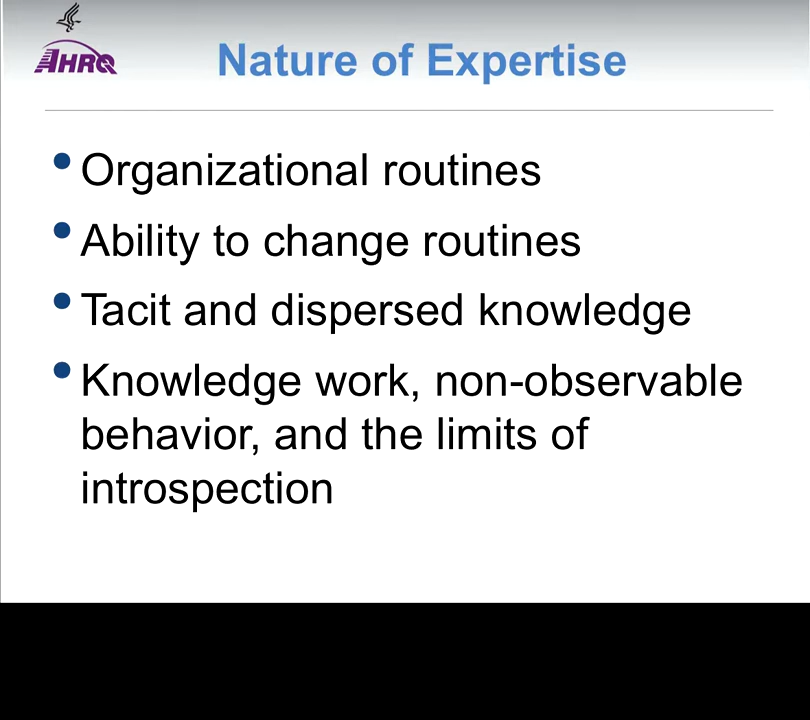 AHRQ
Nature of Expertise
• Organizational routines
• Ability to change routines
• Tacit and dispersed knowledge
• Knowledge work, non-observable
behavior, and the limits of
introspection